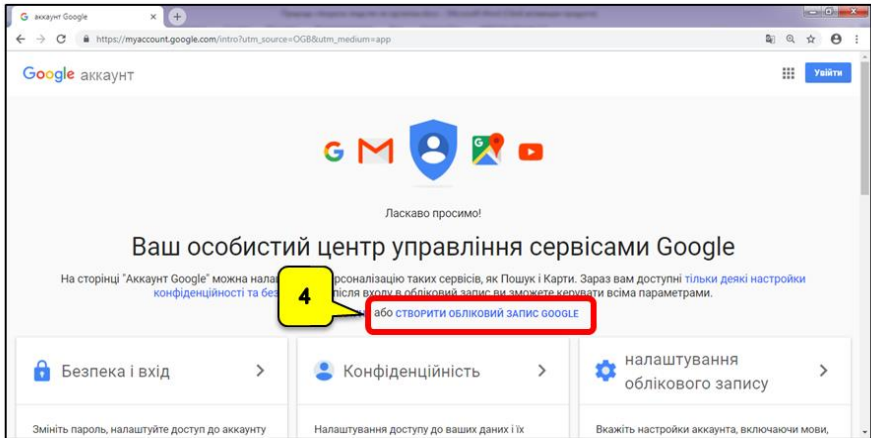 аккаунт Google
https://myaccount.google.com/intro?utm_source=OGB&utm_medium=app
Google аккаунт
Увійти
Ласкаво просимо!
Ваш особистий центр управління сервісами Google
На сторінці "Аккаунт Google" можна таких сервісів, як Пошук і Карти. Зараз вам доступні тільки деякі настройки
конфіденційності та після входу в обліковий запис ви зможете керувати всіма параметрами.
4
або СТВОРИТИ ОБЛІКОВИЙ ЗАПИС GOOGLE
Безпека і вхід
Конфіденційність
налаштування
облікового запису
Змініть пароль, налаштуйте доступ до аккаунту
Налаштування доступу до ваших даних і їх
Вкажіть настройки аккаунта, включаючи мови,